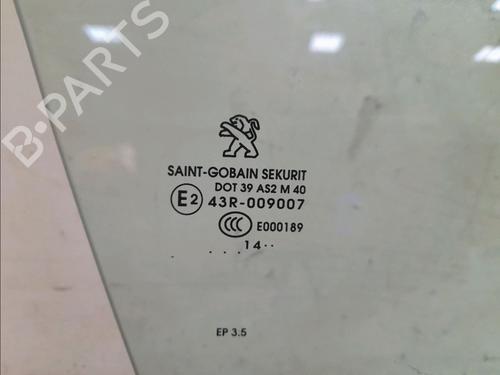 B-PARTS
SAINT-GOBAIN SEKURIT
DOT 39 AS2 M 40
E2 43R-009007
CCC E000189
. ... 14..
EP 3.5